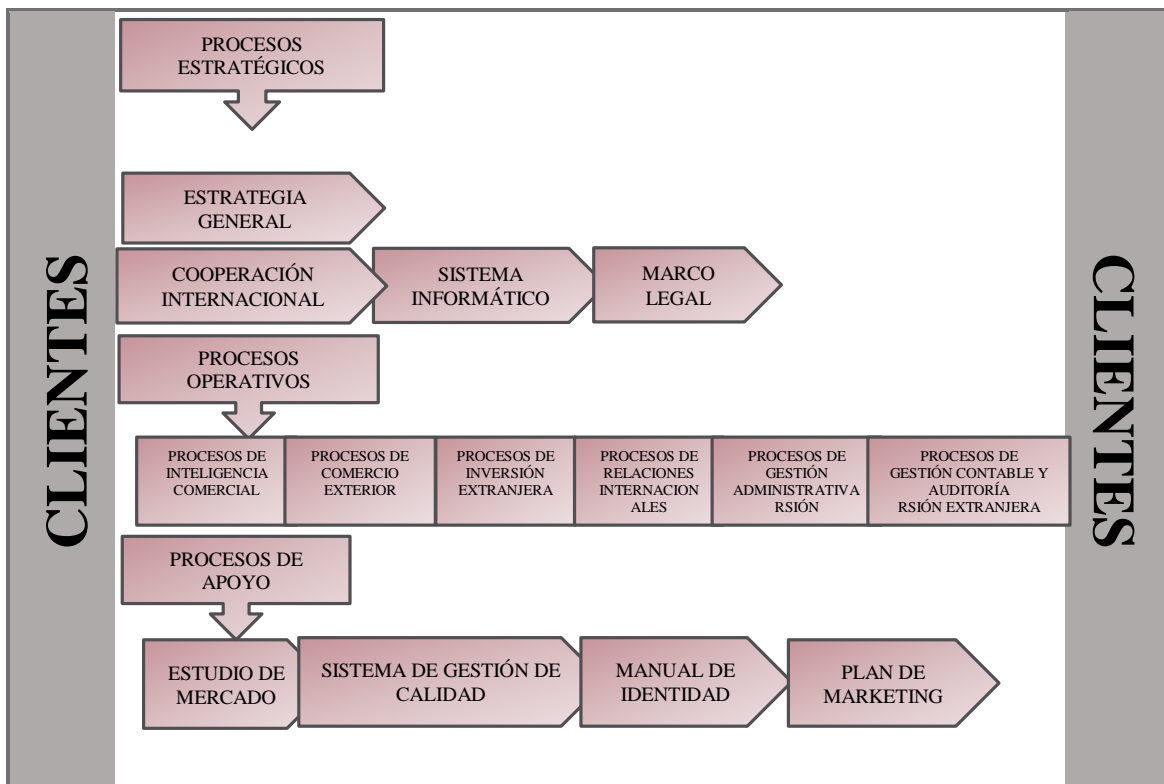 CLIENTES
PROCESOS
ESTRATÉGICOS
ESTRATEGIA
GENERAL
COOPERACIÓN
INTERNACIONAL
SISTEMA
INFORMÁTICO
MARCO
LEGAL
PROCESOS
OPERATIVOS
PROCESOS DE
INTELIGENCIA
COMERCIAL
PROCESOS DE
COMERCIO
EXTERIOR
PROCESOS DE
INVERSIÓN
EXTRANJERA
PROCESOS DE
RELACIONES
INTERNACION
ALES
PROCESOS DE
GESTIÓN
ADMINISTRATIVA
RSIÓN
PROCESOS DE
GESTIÓN CONTABLE Y
AUDITORÍA
RSIÓN EXTRANJERA
PROCESOS DE
APOYO
ESTUDIO DE
MERCADO
SISTEMA DE GESTIÓN DE
CALIDAD
MANUAL DE
IDENTIDAD
PLAN DE
MARKETING
CLIENTES